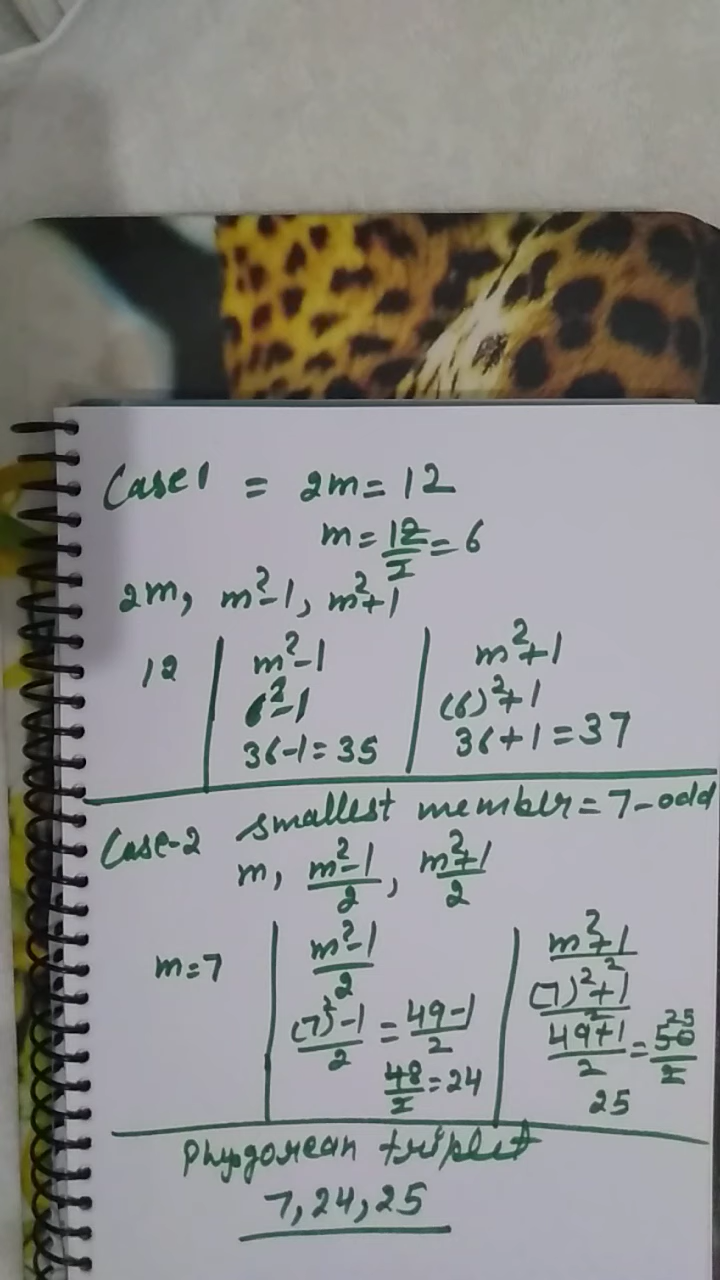 Case 1 = 2m = 12
m = 12/2 = 6
2m, m²-1, m²+1
12 | m²-1 | m²+1
6²-1 | (6)²+1
36-1 = 35 | 36+1 = 37
Case-2 smallest member = 7-odd
m, m²-1/2, m²+1/2
m=7 | m²-1/2 | m²+1/2
(7)²-1/2 = 49-1/2 | (7)²+1/2
48/2 = 24 | 49+1/2 = 50/2 25
25
triplet
7, 24, 25